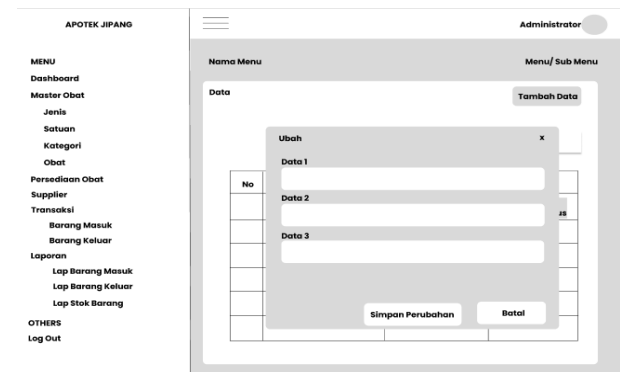 APOTEK JIPANG
Administrator
MENU
Dashboard
Master Obat
Jenis
Satuan
Kategori
Obat
Persediaan Obat
Supplier
Transaksi
Barang Masuk
Barang Keluar
Laporan
Lap Barang Masuk
Lap Barang Keluar
Lap Stok Barang
OTHERS
Log Out
Nama Menu
Menu/ Sub Menu
Data
Tambah Data
No
us
Ubah
x
Data 1
Data 2
Data 3
Simpan Perubahan
Batal